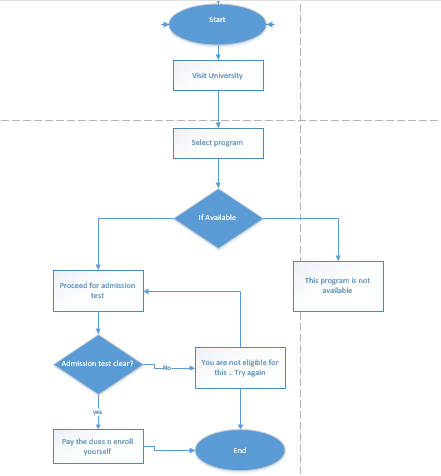 Start
Visit University
Select program
If Available
Proceed for admission
test
This program is not
available
Admission test clear?
No
You are not eligible for
this .. Try again
yes
Pay the dues n enroll
yourself
End